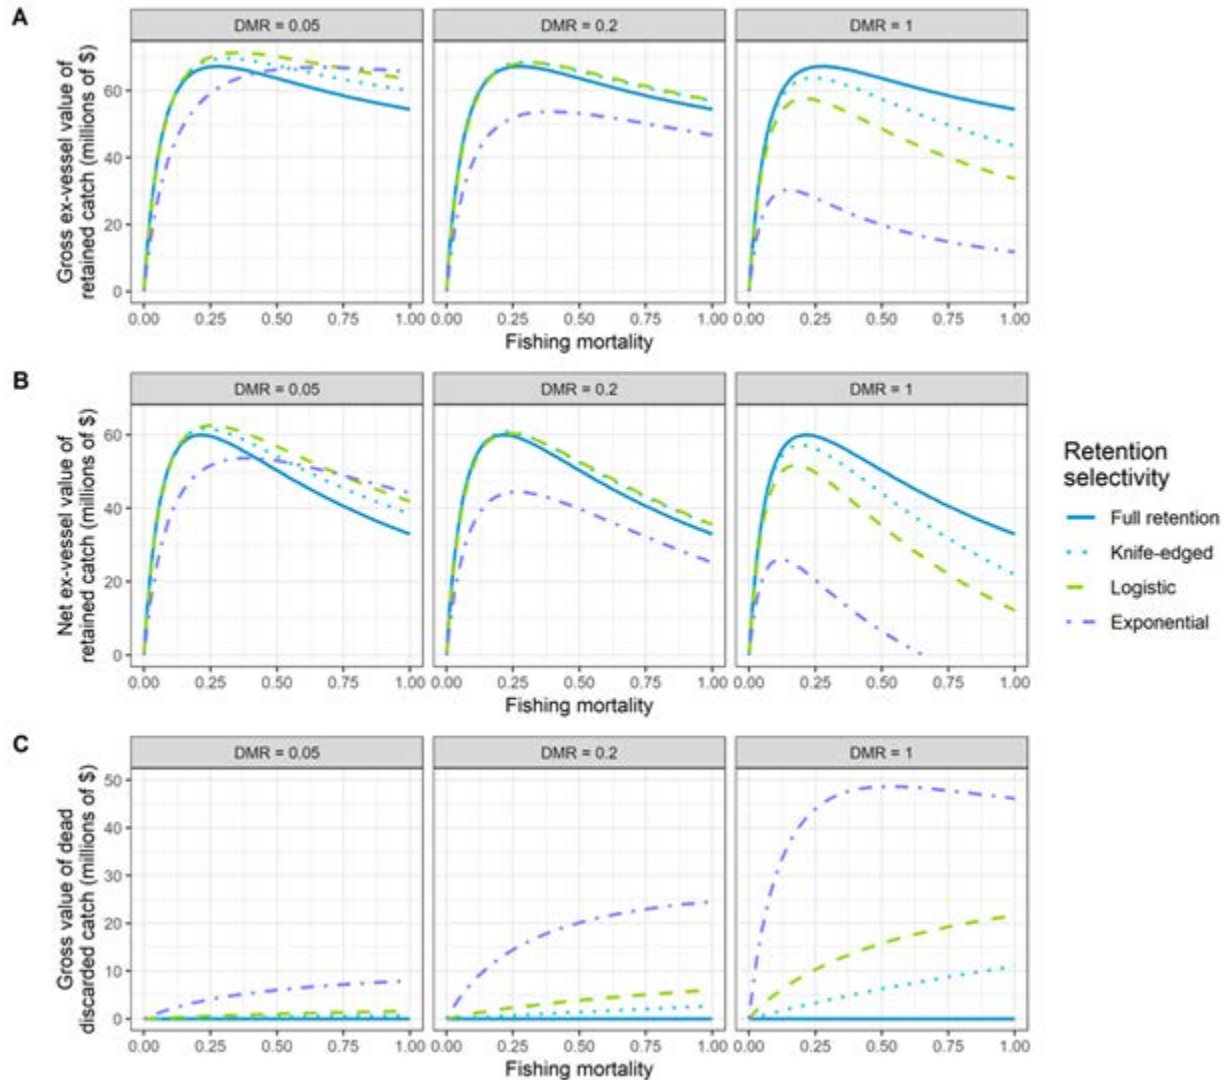 A
DMR = 0.05
DMR = 0.2
DMR = 1
Gross ex-vessel value of
retained catch (millions of $)
60
40
20
0
0.00 0.25 0.50 0.75 1.00
0.00 0.25 0.50 0.75 1.00
0.00 0.25 0.50 0.75 1.00
Fishing mortality
B
DMR = 0.05
DMR = 0.2
DMR = 1
Net ex-vessel value of
retained catch (millions of $)
60
40
20
0
0.00 0.25 0.50 0.75 1.00
0.00 0.25 0.50 0.75 1.00
0.00 0.25 0.50 0.75 1.00
Fishing mortality
Retention
selectivity
Full retention
Knife-edged
Logistic
Exponential
C
DMR = 0.05
DMR = 0.2
DMR = 1
Gross value of dead
discarded catch (millions of $)
50
40
30
20
10
0
0.00 0.25 0.50 0.75 1.00
0.00 0.25 0.50 0.75 1.00
0.00 0.25 0.50 0.75 1.00
Fishing mortality